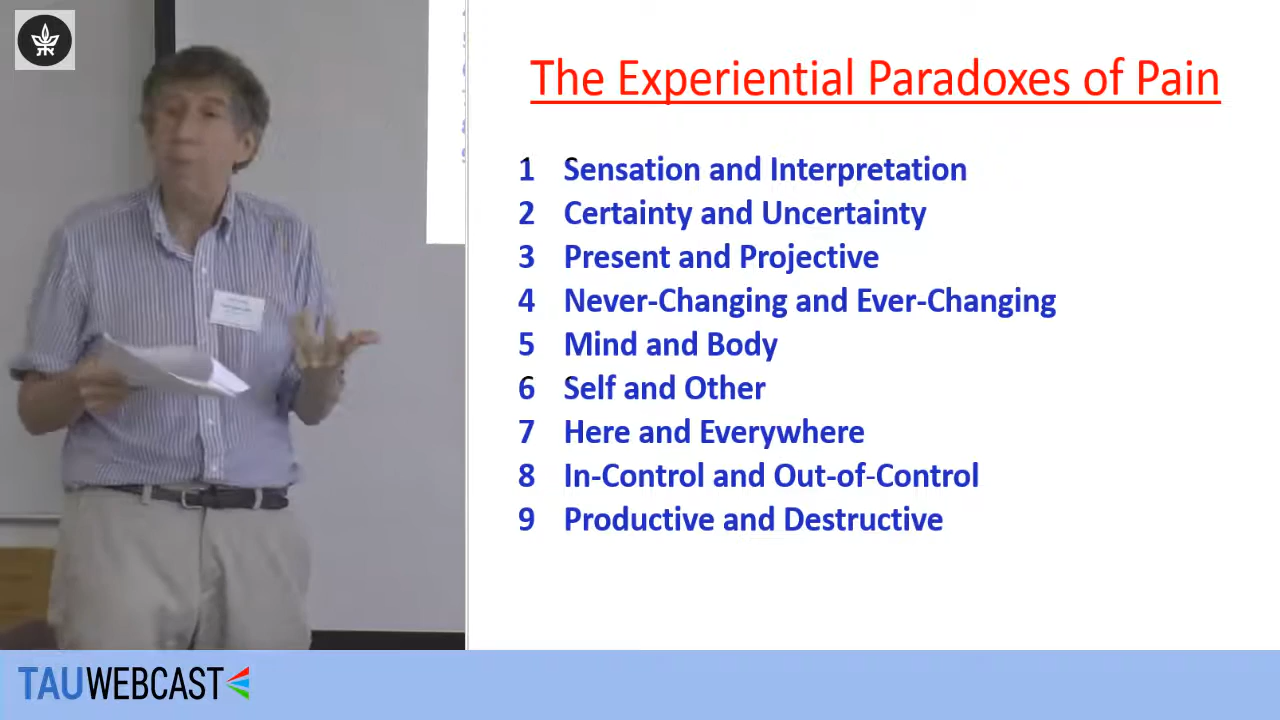 The Experiential Paradoxes of Pain
1 Sensation and Interpretation
2 Certainty and Uncertainty
3 Present and Projective
4 Never-Changing and Ever-Changing
5 Mind and Body
6 Self and Other
7 Here and Everywhere
8 In-Control and Out-of-Control
9 Productive and Destructive
TAUWEBCAST